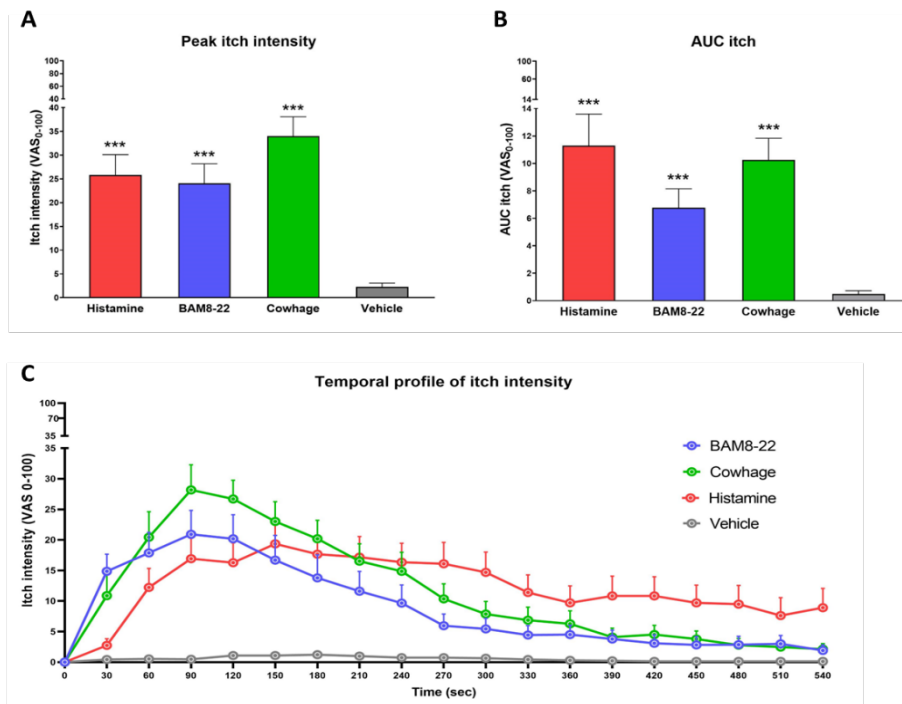 A
Peak itch intensity
Itch intensity (VAS0-100)
100
80
60
40
40
35
30
25
20
15
10
5
0
***
***
***
Histamine
BAM8-22
Cowhage
Vehicle
B
AUC itch
AUC itch (VAS0-100)
100
60
14
14
12
10
8
6
4
2
0
***
***
***
Histamine
BAM8-22
Cowhage
Vehicle
C
Temporal profile of itch intensity
Itch intensity (VAS 0-100)
100
70
35
35
30
25
20
15
10
5
0
BAM8-22
Cowhage
Histamine
Vehicle
0 30 60 90 120 150 180 210 240 270 300 330 360 390 420 450 480 510 540
Time (sec)